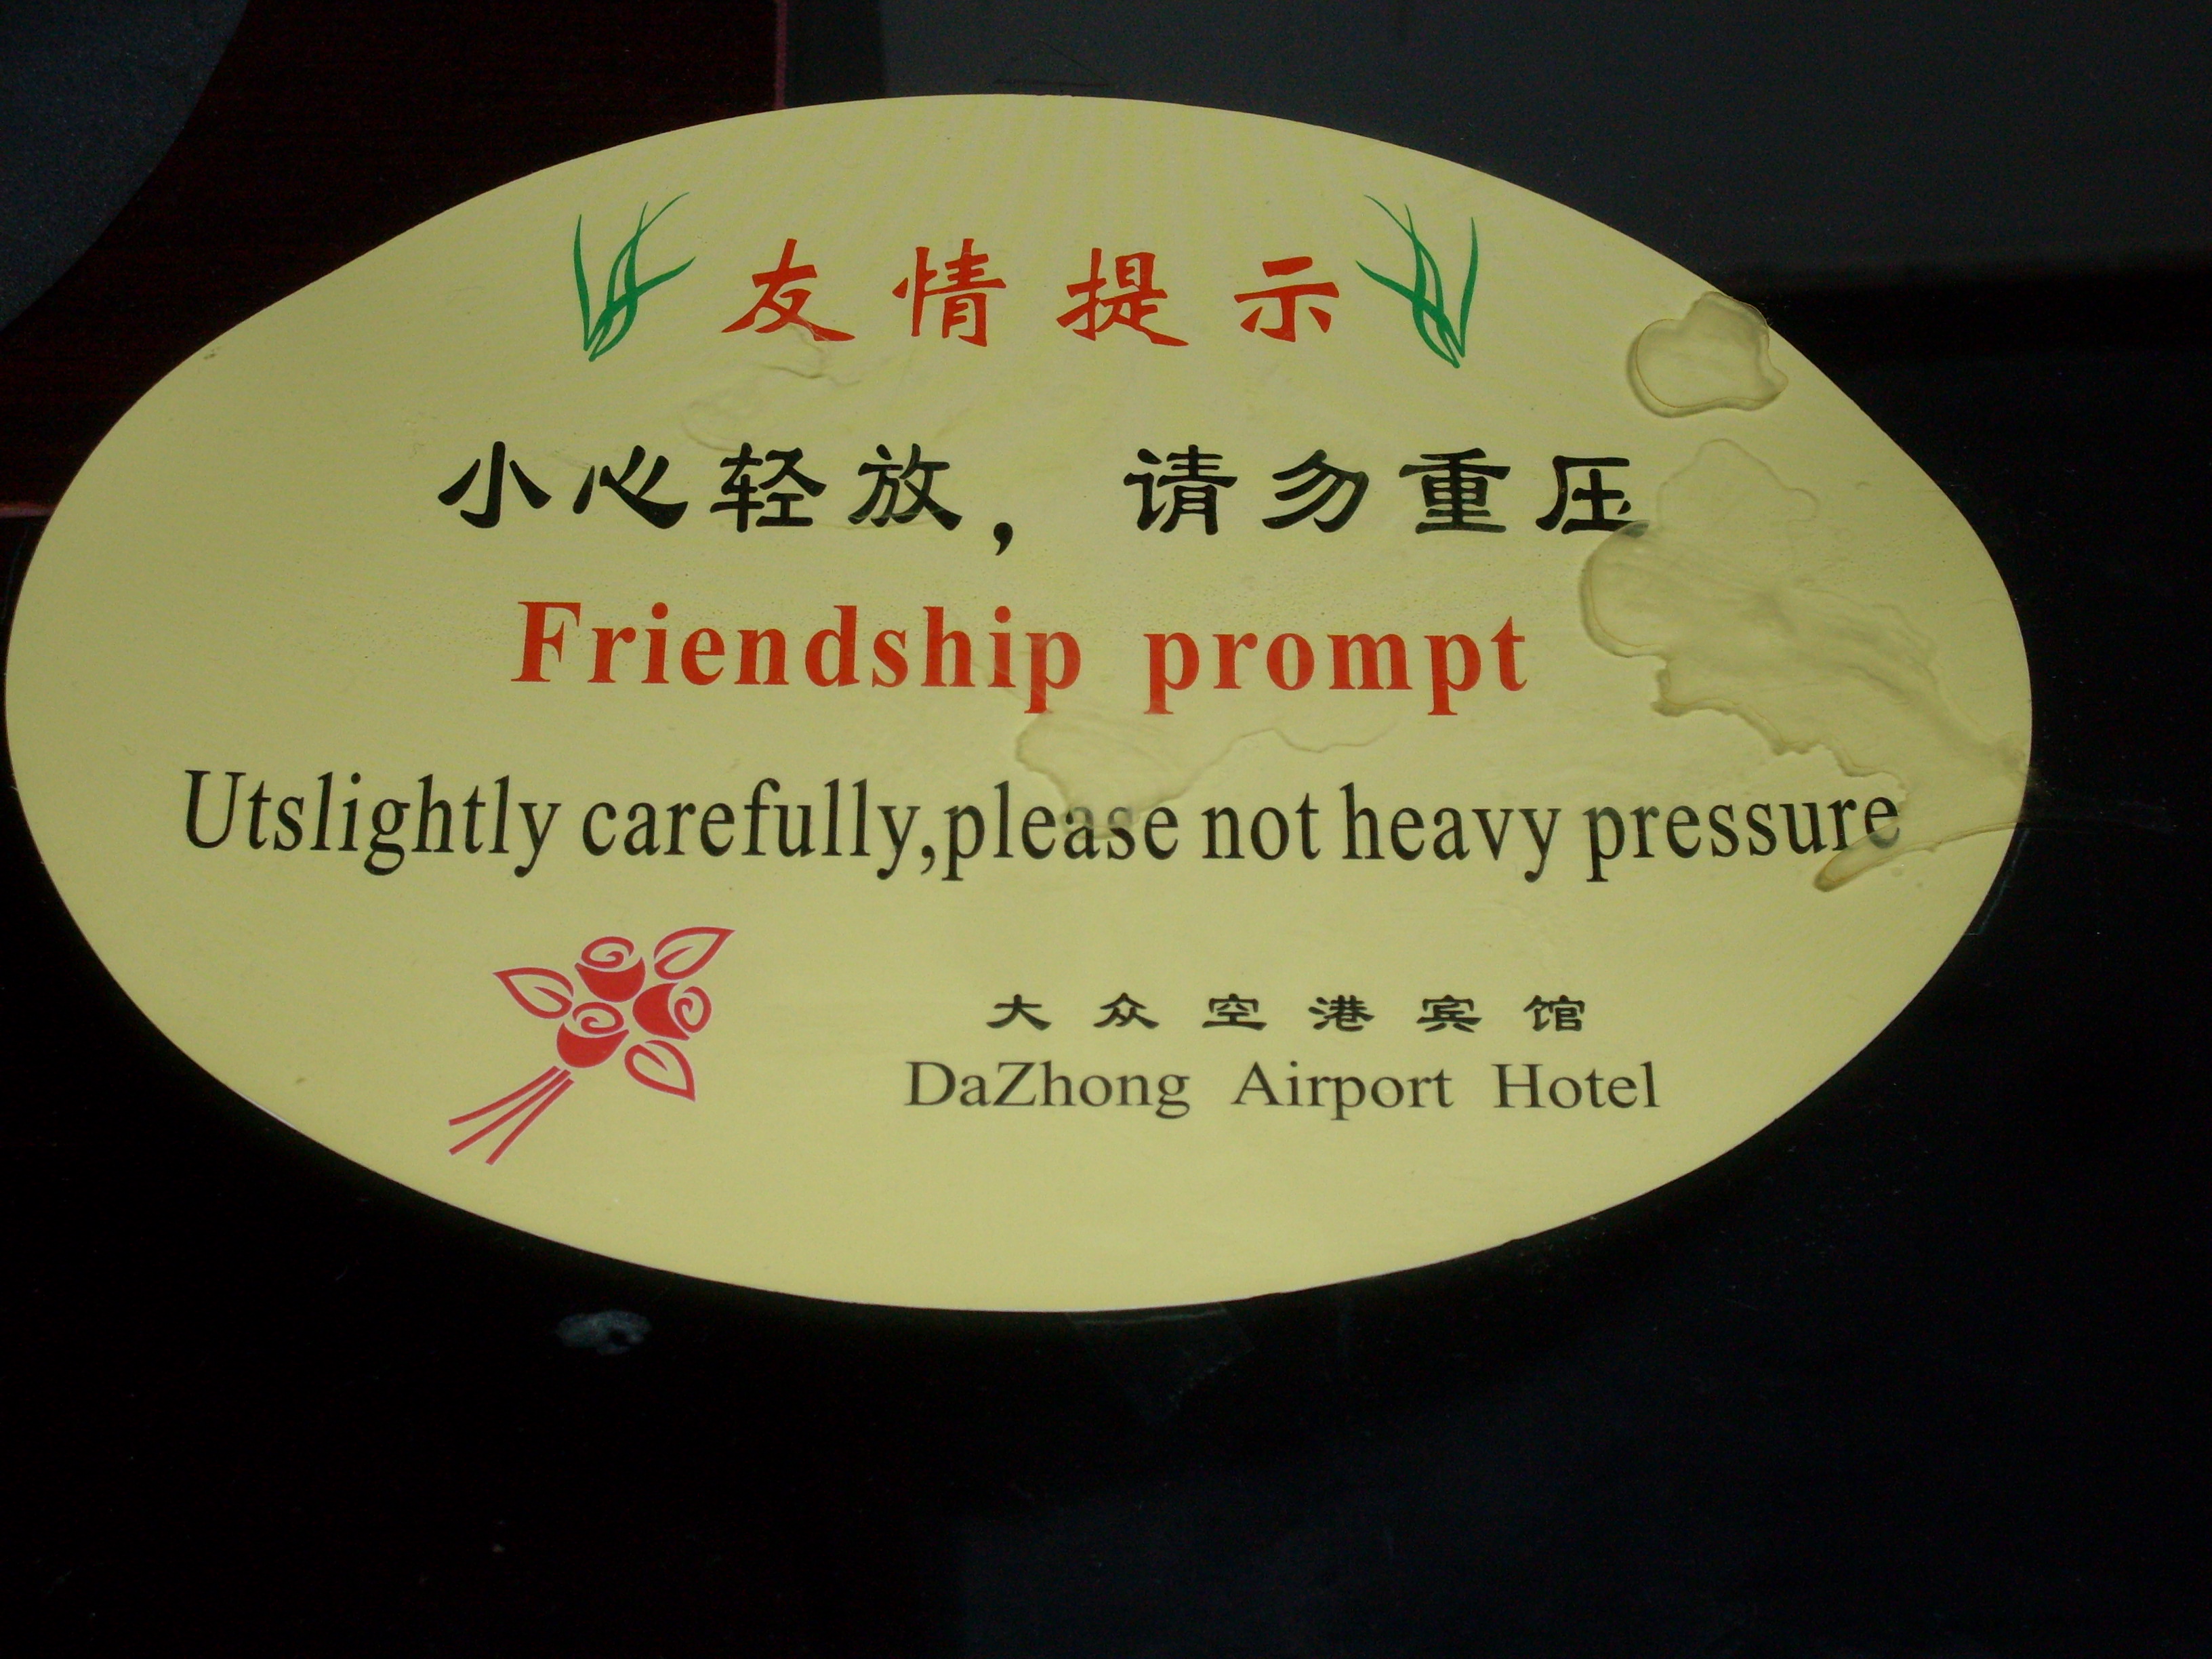 友情提示
小心轻放，请勿重压
Friendship prompt
Utslightly carefully,please not heavy pressure
大众空港宾馆
DaZhong Airport Hotel